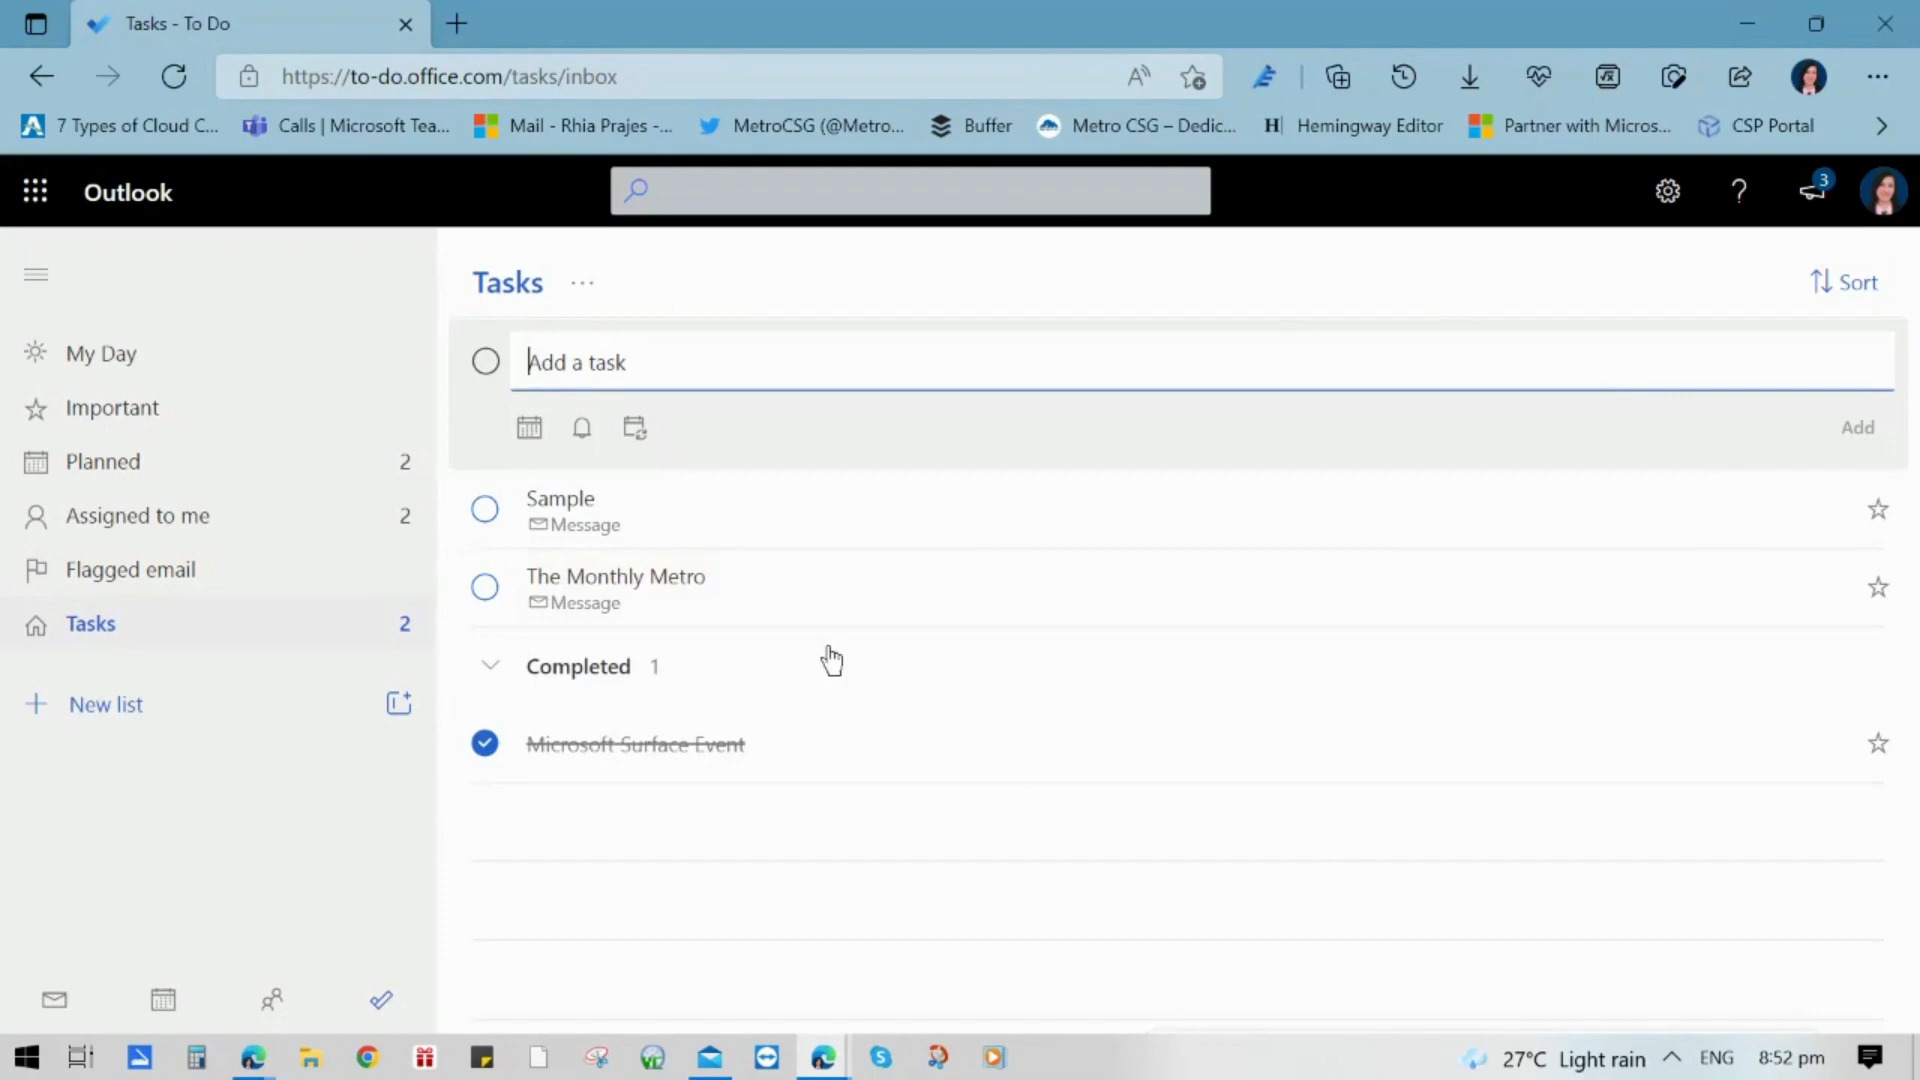 Tasks - To Do
https://to-do.office.com/tasks/inbox
7 Types of Cloud C... Calls | Microsoft Tea... Mail - Rhia Prajes -... MetroCSG (@Metro... Buffer Metro CSG – Dedic... Hemingway Editor Partner with Micros... CSP Portal
Outlook
3
Tasks ...
Sort
My Day
Important
Planned 2
Assigned to me 2
Flagged email
Tasks 2
New list
Add a task
Add
Sample
Message
The Monthly Metro
Message
Completed 1
Microsoft Surface Event
27°C Light rain ENG 8:52 pm